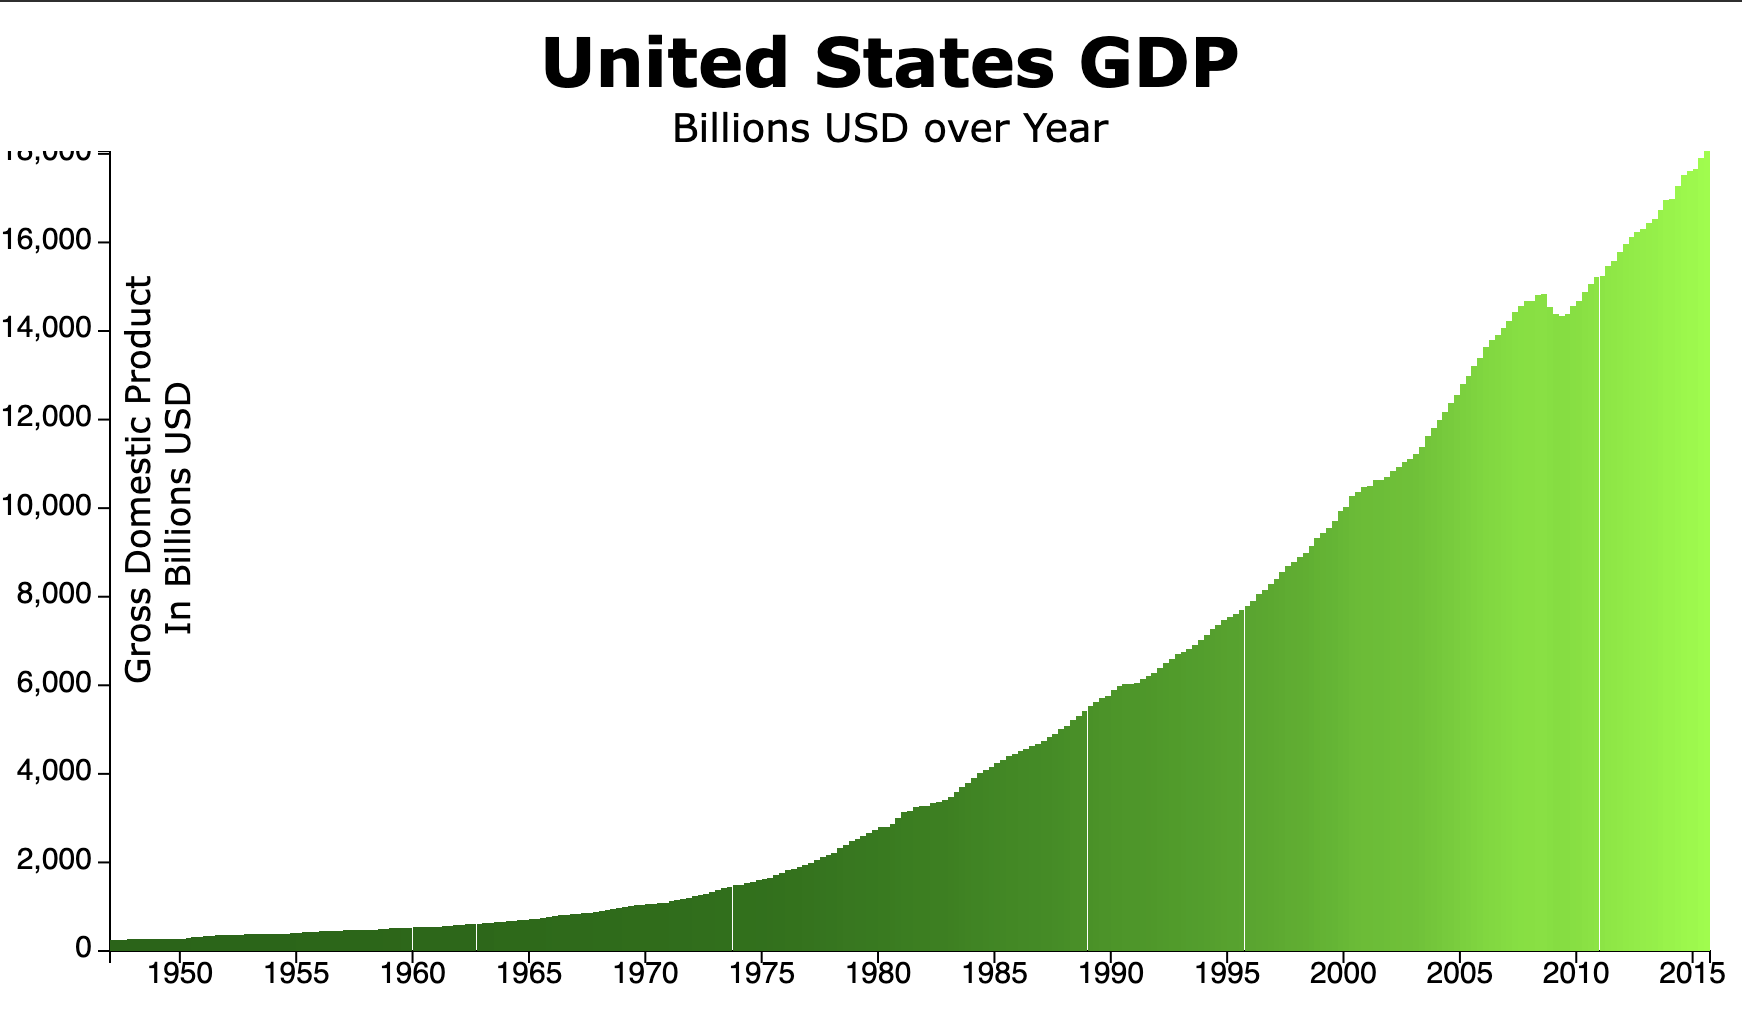 United States GDP
Billions USD over Year
18,000
16,000
14,000
12,000
10,000
8,000
6,000
4,000
2,000
0
Gross Domestic Product
In Billions USD
1950 1955 1960 1965 1970 1975 1980 1985 1990 1995 2000 2005 2010 2015